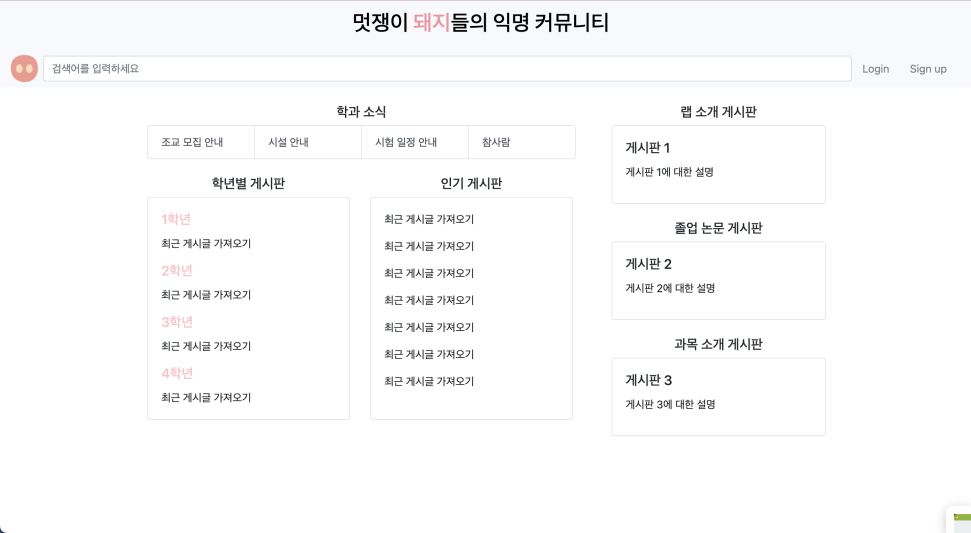 멋쟁이 돼지들의 익명 커뮤니티
검색어를 입력하세요
Login
Sign up
학과 소식
조교 모집 안내
시설 안내
시험 일정 안내
참사람
학년별 게시판
1학년
최근 게시글 가져오기
2학년
최근 게시글 가져오기
3학년
최근 게시글 가져오기
4학년
최근 게시글 가져오기
인기 게시판
최근 게시글 가져오기
최근 게시글 가져오기
최근 게시글 가져오기
최근 게시글 가져오기
최근 게시글 가져오기
최근 게시글 가져오기
최근 게시글 가져오기
랩 소개 게시판
게시판 1
게시판 1에 대한 설명
졸업 논문 게시판
게시판 2
게시판 2에 대한 설명
과목 소개 게시판
게시판 3
게시판 3에 대한 설명